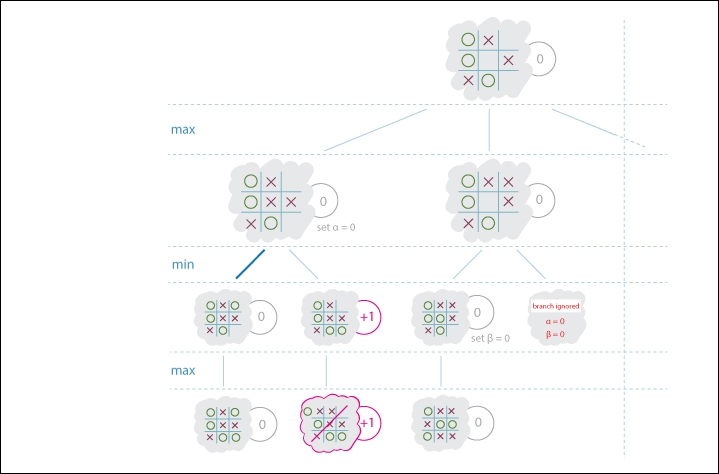 0
max
0
set α = 0
0
min
0
+1
0
set β = 0
branch ignored
α = 0
β = 0
max
0
+1
0